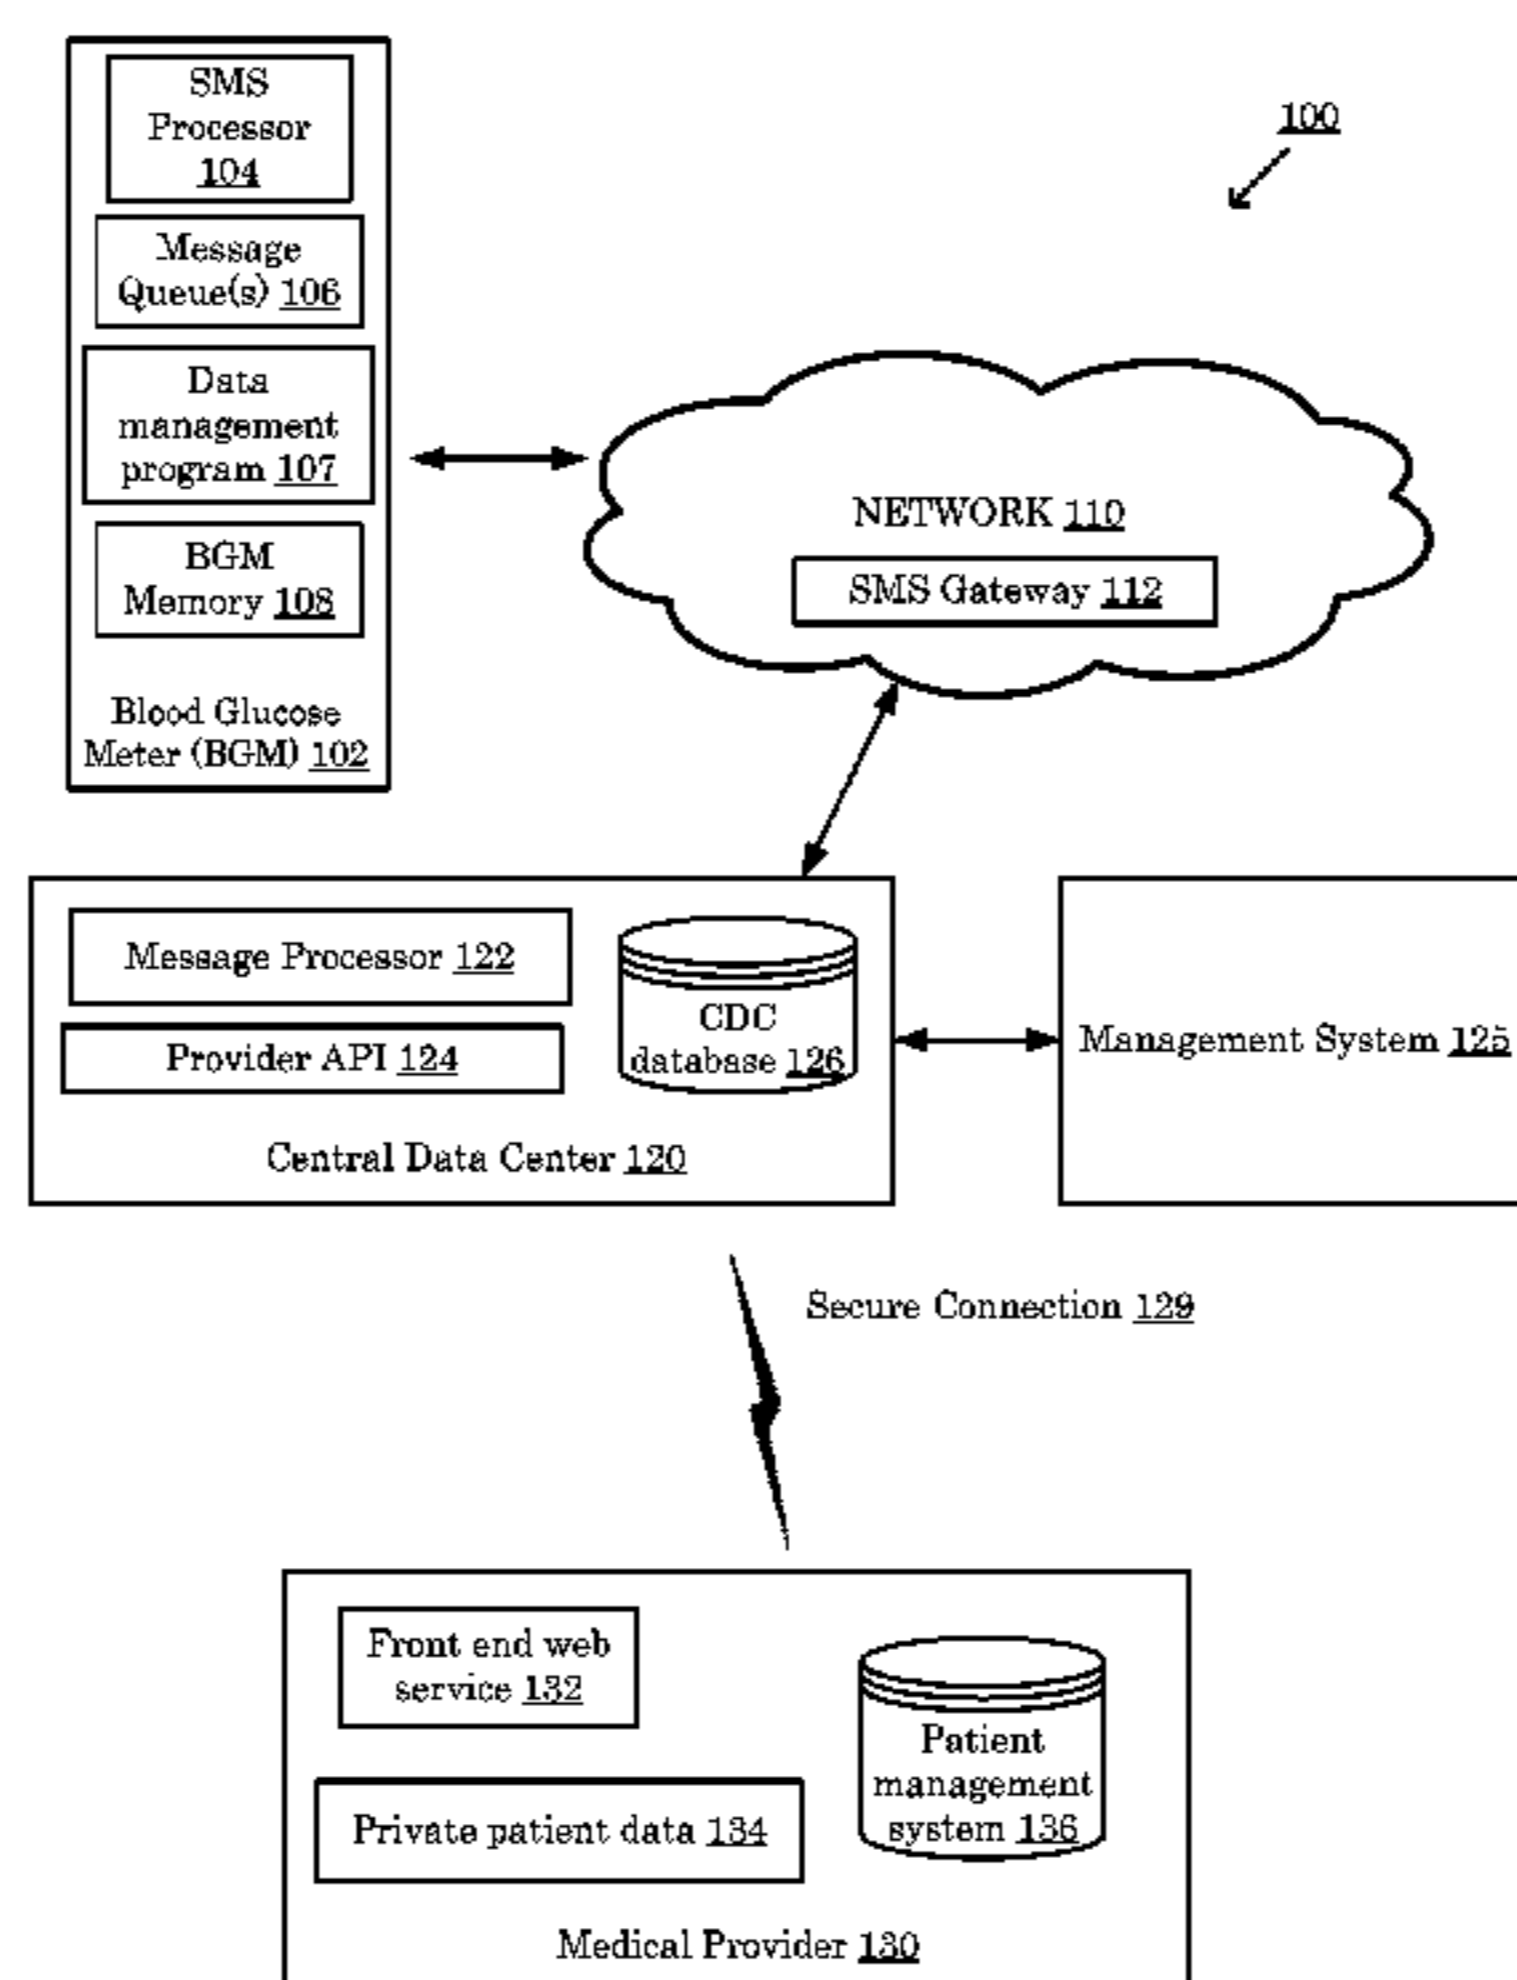 SMS
Processor
104
Message
Queue(s) 106
Data
management
program 107
BGM
Memory 108
Blood Glucose
Meter (BGM) 102
100
NETWORK 110
SMS Gateway 112
Message Processor 122
Provider API 124
CDC
database 126
Central Data Center 120
Management System 125
Secure Connection 129
Front end web
service 132
Private patient data 134
Patient
management
system 136
Medical Provider 130